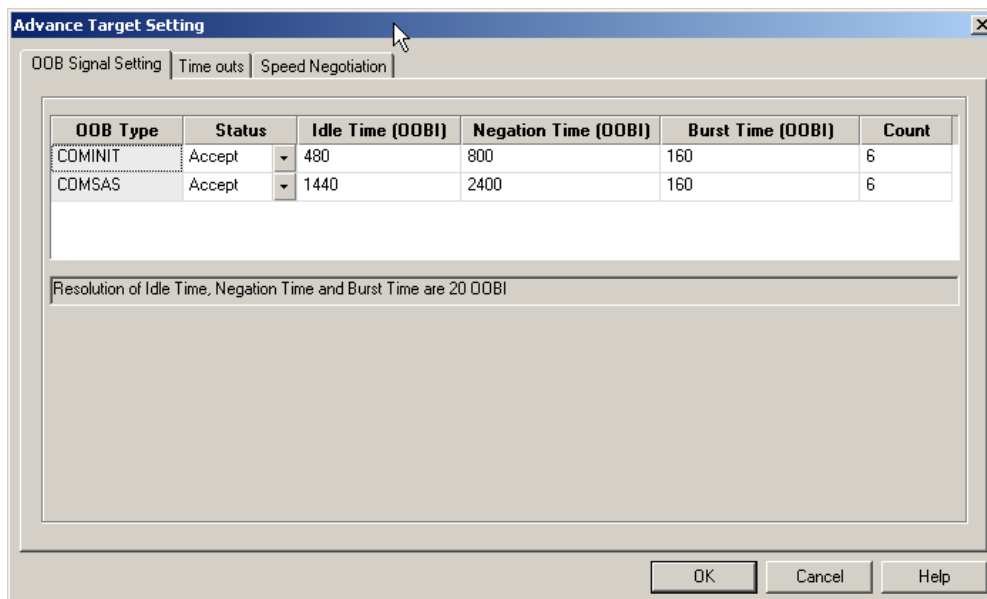 Advance Target Setting
OOB Signal Setting Time outs Speed Negotiation
OOB Type Status Idle Time (OOBI) Negation Time (OOBI) Burst Time (OOBI) Count
COMINIT Accept 480 800 160 6
COMSAS Accept 1440 2400 160 6
Resolution of Idle Time, Negation Time and Burst Time are 20 OOBI
OK Cancel Help